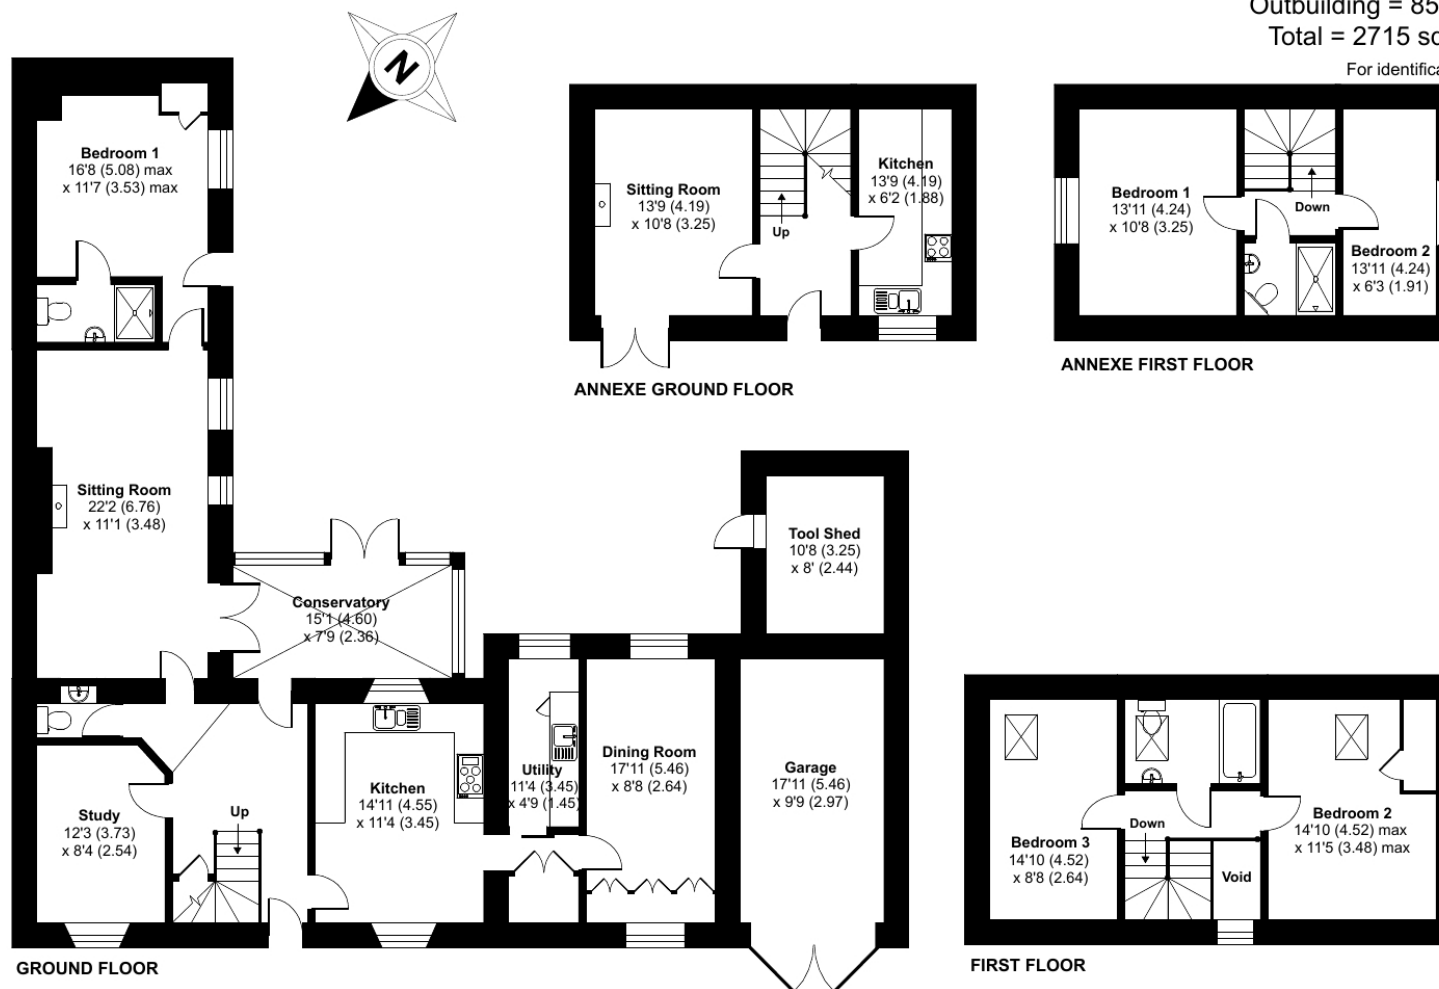 Outbuilding = 85
Total = 2715 sq
For identifica
N
Bedroom 1
16'8 (5.08) max
x 11'7 (3.53) max
Sitting Room
13'9 (4.19)
x 10'8 (3.25)
Up
Kitchen
13'9 (4.19)
x 6'2 (1.88)
ANNEXE GROUND FLOOR
Bedroom 1
13'11 (4.24)
x 10'8 (3.25)
Down
Bedroom 2
13'11 (4.24)
x 6'3 (1.91)
ANNEXE FIRST FLOOR
Sitting Room
22'2 (6.76)
x 11'1 (3.48)
Conservatory
15'1 (4.60)
x 7'9 (2.36)
Tool Shed
10'8 (3.25)
x 8' (2.44)
Study
12'3 (3.73)
x 8'4 (2.54)
Up
Kitchen
14'11 (4.55)
x 11'4 (3.45)
Utility
11'4 (3.45)
x 4'9 (1.45)
Dining Room
17'11 (5.46)
x 8'8 (2.64)
Garage
17'11 (5.46)
x 9'9 (2.97)
GROUND FLOOR
Bedroom 3
14'10 (4.52)
x 8'8 (2.64)
Down
Void
Bedroom 2
14'10 (4.52) max
x 11'5 (3.48) max
FIRST FLOOR